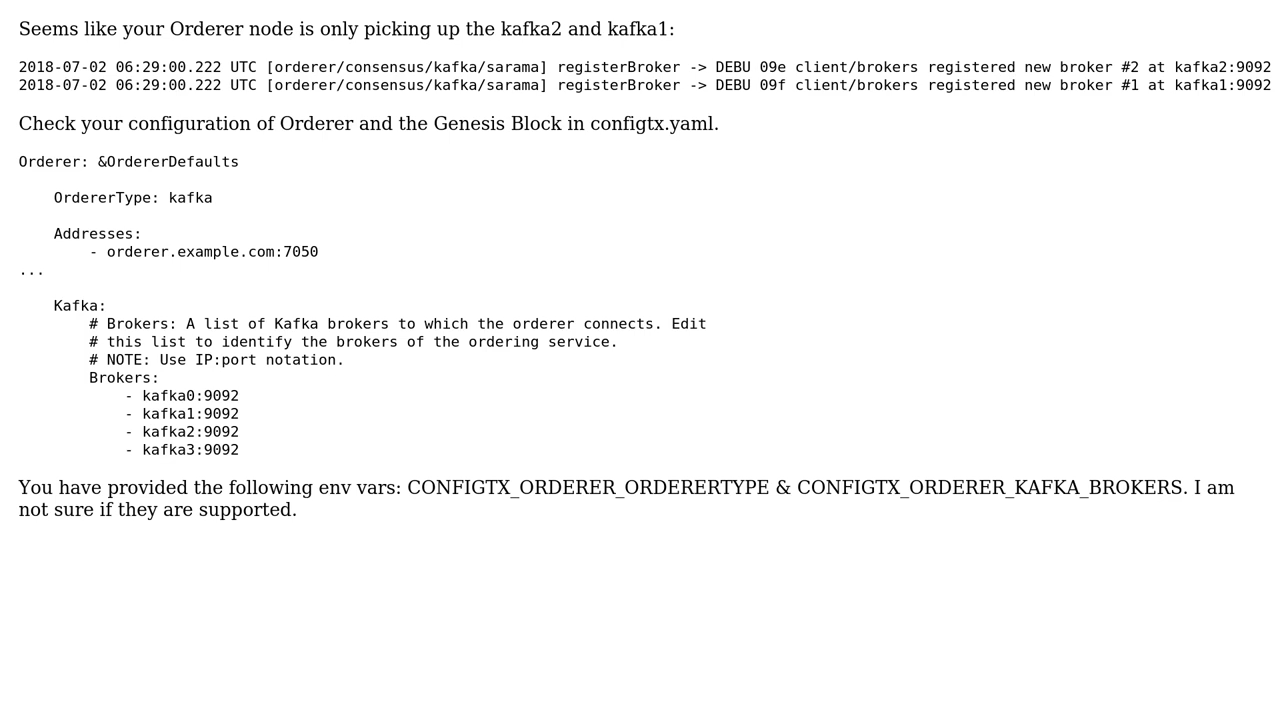 Seems like your Orderer node is only picking up the kafka2 and kafka1:
2018-07-02 06:29:00.222 UTC [orderer/consensus/kafka/sarama] registerBroker -> DEBU 09e client/brokers registered new broker #2 at kafka2:9092
2018-07-02 06:29:00.222 UTC [orderer/consensus/kafka/sarama] registerBroker -> DEBU 09f client/brokers registered new broker #1 at kafka1:9092
Check your configuration of Orderer and the Genesis Block in configtx.yaml.
Orderer: &OrdererDefaults
    OrdererType: kafka
    Addresses:
        - orderer.example.com:7050
...
    Kafka:
        # Brokers: A list of Kafka brokers to which the orderer connects. Edit
        # this list to identify the brokers of the ordering service.
        # NOTE: Use IP:port notation.
        Brokers:
            - kafka0:9092
            - kafka1:9092
            - kafka2:9092
            - kafka3:9092
You have provided the following env vars: CONFIGTX_ORDERER_ORDERERTYPE & CONFIGTX_ORDERER_KAFKA_BROKERS. I am
not sure if they are supported.